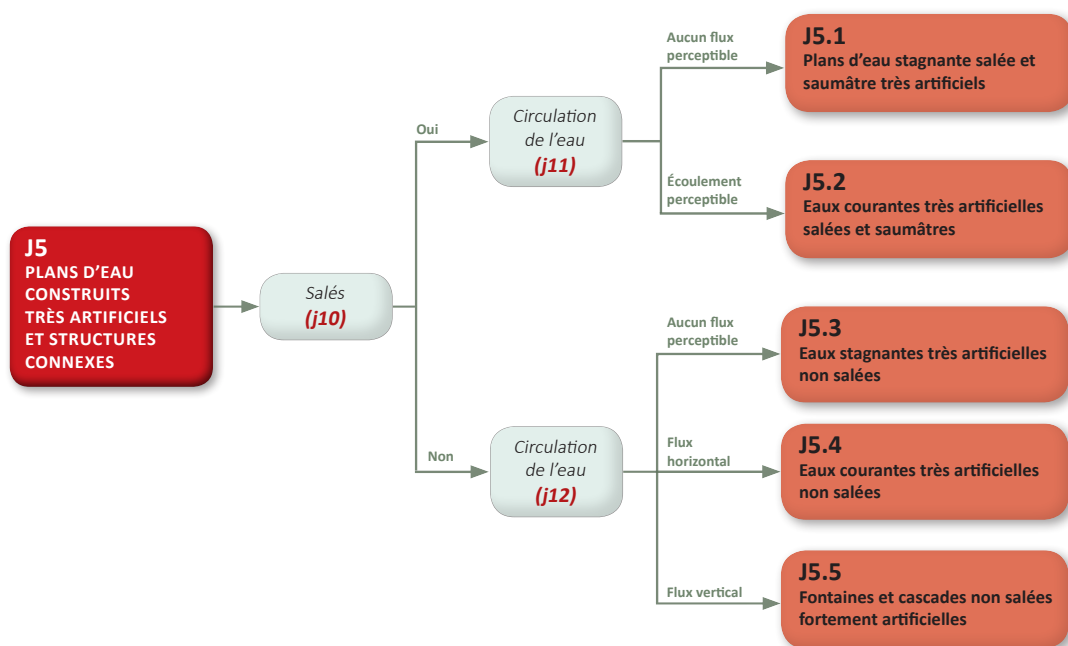 J5
PLANS D’EAU
CONSTRUITS
TRÈS ARTIFICIELS
ET STRUCTURES
CONNEXES
Salés
(j10)
Oui
Circulation
de l’eau
(j11)
Aucun flux
perceptible
J5.1
Plans d’eau stagnante salée et
saumâtre très artificiels
Écoulement
perceptible
J5.2
Eaux courantes très artificielles
salées et saumâtres
Non
Circulation
de l’eau
(j12)
Aucun flux
perceptible
J5.3
Eaux stagnantes très artificielles
non salées
Flux
horizontal
J5.4
Eaux courantes très artificielles
non salées
Flux vertical
J5.5
Fontaines et cascades non salées
fortement artificielles